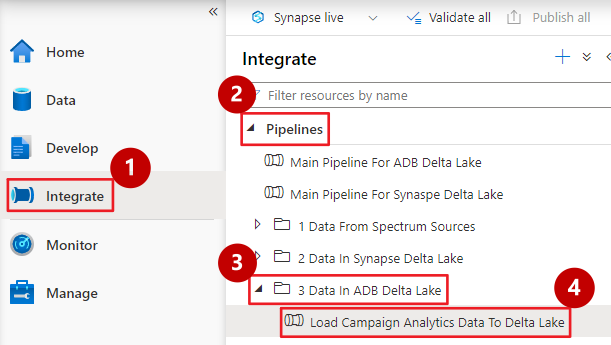 «
Synapse live
Validate all
Publish all
Home
Data
Develop
1
Integrate
Monitor
Manage
Integrate
2
Filter resources by name
Pipelines
Main Pipeline For ADB Delta Lake
Main Pipeline For Synaspe Delta Lake
1 Data From Spectrum Sources
2 Data In Synapse Delta Lake
3
3 Data In ADB Delta Lake
4
Load Campaign Analytics Data To Delta Lake